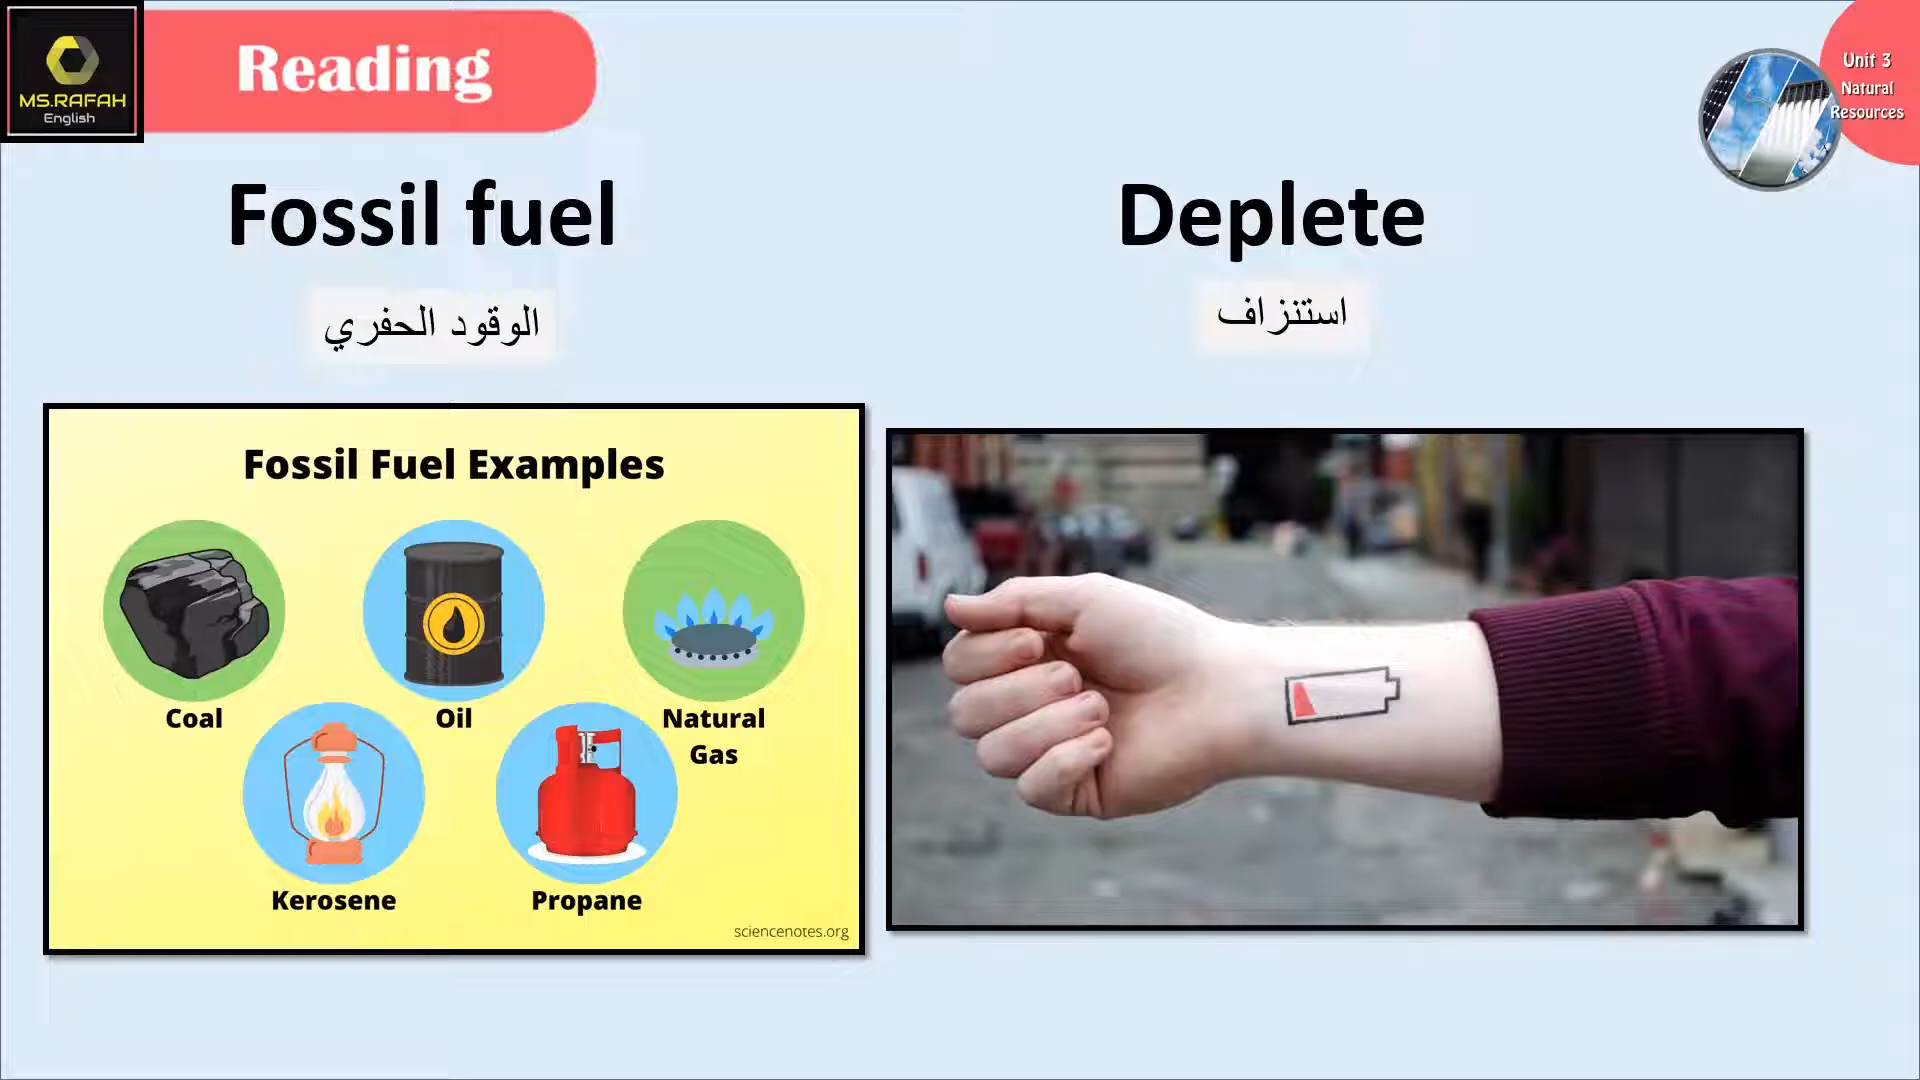 MS.RAFAH
English
Reading
Unit 3
Natural
Resources
Fossil fuel
الوقود الحفري
Deplete
استنزاف
Fossil Fuel Examples
Coal
Oil
Natural
Gas
Kerosene
Propane
sciencenotes.org